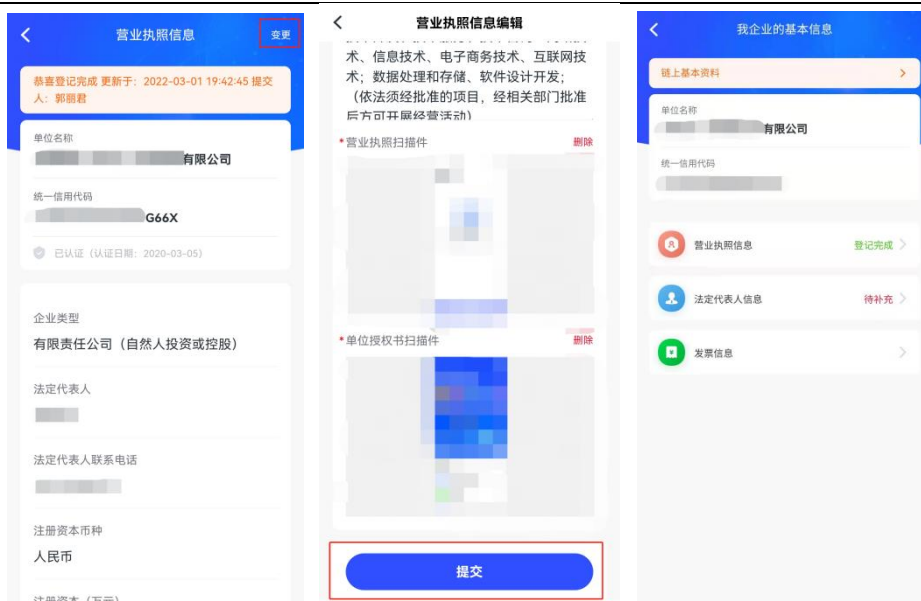 营业执照信息
变更
恭喜登记完成 更新于：2022-03-01 19:42:45 提交
人：郭丽君
单位名称
有限公司
统一信用代码
G66X
已认证（认证日期：2020-03-05）
企业类型
有限责任公司（自然人投资或控股）
法定代表人
法定代表人联系电话
注册资本币种
人民币
注册资本（万元）
营业执照信息编辑
术、信息技术、电子商务技术、互联网技
术；数据处理和存储、软件设计开发；
（依法须经批准的项目，经相关部门批准
后方可开展经营活动）
*营业执照扫描件
删除
*单位授权书扫描件
删除
提交
我企业的基本信息
链上基本资料
单位名称
有限公司
统一信用代码
营业执照信息
登记完成
法定代表人信息
待补充
发票信息